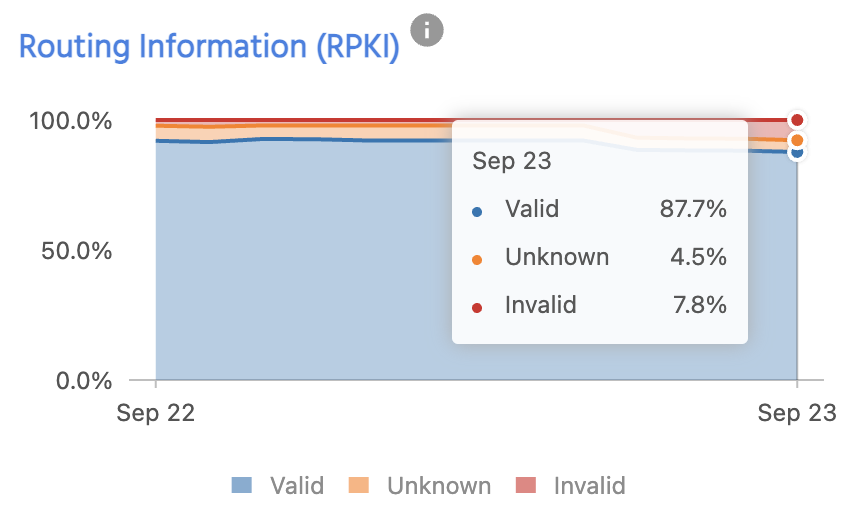 Routing Information (RPKI) i
100.0%
50.0%
0.0%
Sep 23
Valid 87.7%
Unknown 4.5%
Invalid 7.8%
Sep 22 Sep 23
Valid Unknown Invalid